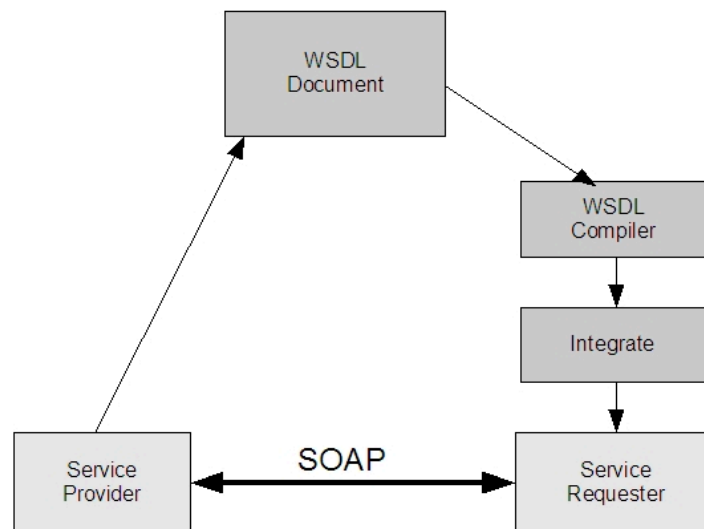 WSDL
Document
WSDL
Compiler
Integrate
SOAP
Service
Provider
Service
Requester